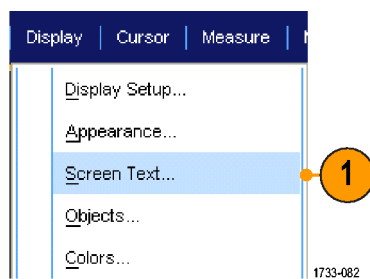 Display | Cursor | Measure |
Display Setup...
Appearance...
Screen Text...
1
Objects...
Colors...
1733-082